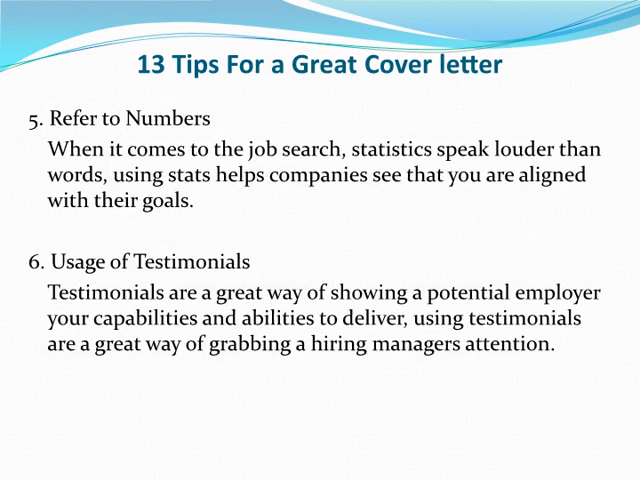 13 Tips For a Great Cover letter
5. Refer to Numbers
When it comes to the job search, statistics speak louder than
words, using stats helps companies see that you are aligned
with their goals.
6. Usage of Testimonials
Testimonials are a great way of showing a potential employer
your capabilities and abilities to deliver, using testimonials
are a great way of grabbing a hiring managers attention.